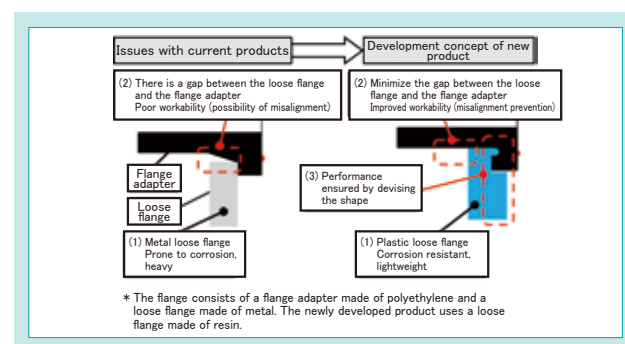 Issues with current products
Development concept of new
product
(2) There is a gap between the loose flange
and the flange adapter
Poor workability (possibility of misalignment)
(2) Minimize the gap between the loose
flange and the flange adapter
Improved workability (misalignment prevention)
Flange
adapter
Loose
flange
(3) Performance
ensured by devising
the shape
(1) Metal loose flange
Prone to corrosion,
heavy
(1) Plastic loose flange
Corrosion resistant,
lightweight
* The flange consists of a flange adapter made of polyethylene and a
loose flange made of metal. The newly developed product uses a loose
flange made of resin.